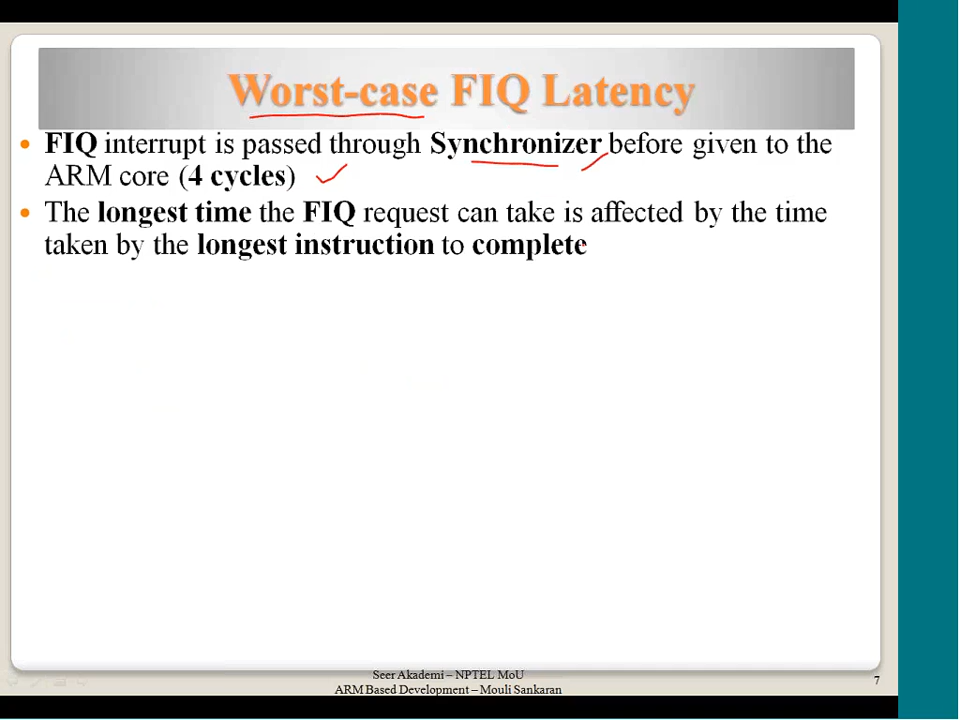 Worst-case FIQ Latency
• FIQ interrupt is passed through Synchronizer before given to the
ARM core (4 cycles)
• The longest time the FIQ request can take is affected by the time
taken by the longest instruction to complete
Seer Akademi – NPTEL MoU
ARM Based Development – Mouli Sankaran
7